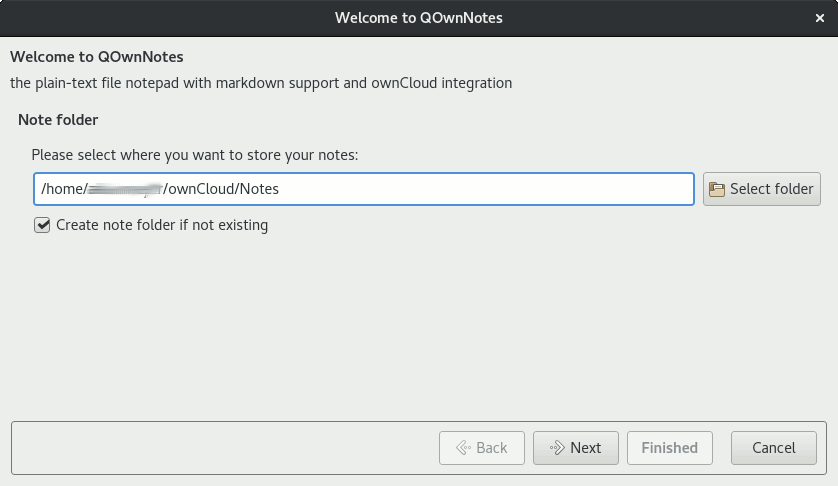 Welcome to QOwnNotes
Welcome to QOwnNotes
the plain-text file notepad with markdown support and ownCloud integration
Note folder
Please select where you want to store your notes:
/home/ /ownCloud/Notes
Select folder
Create note folder if not existing
Back
Next
Finished
Cancel